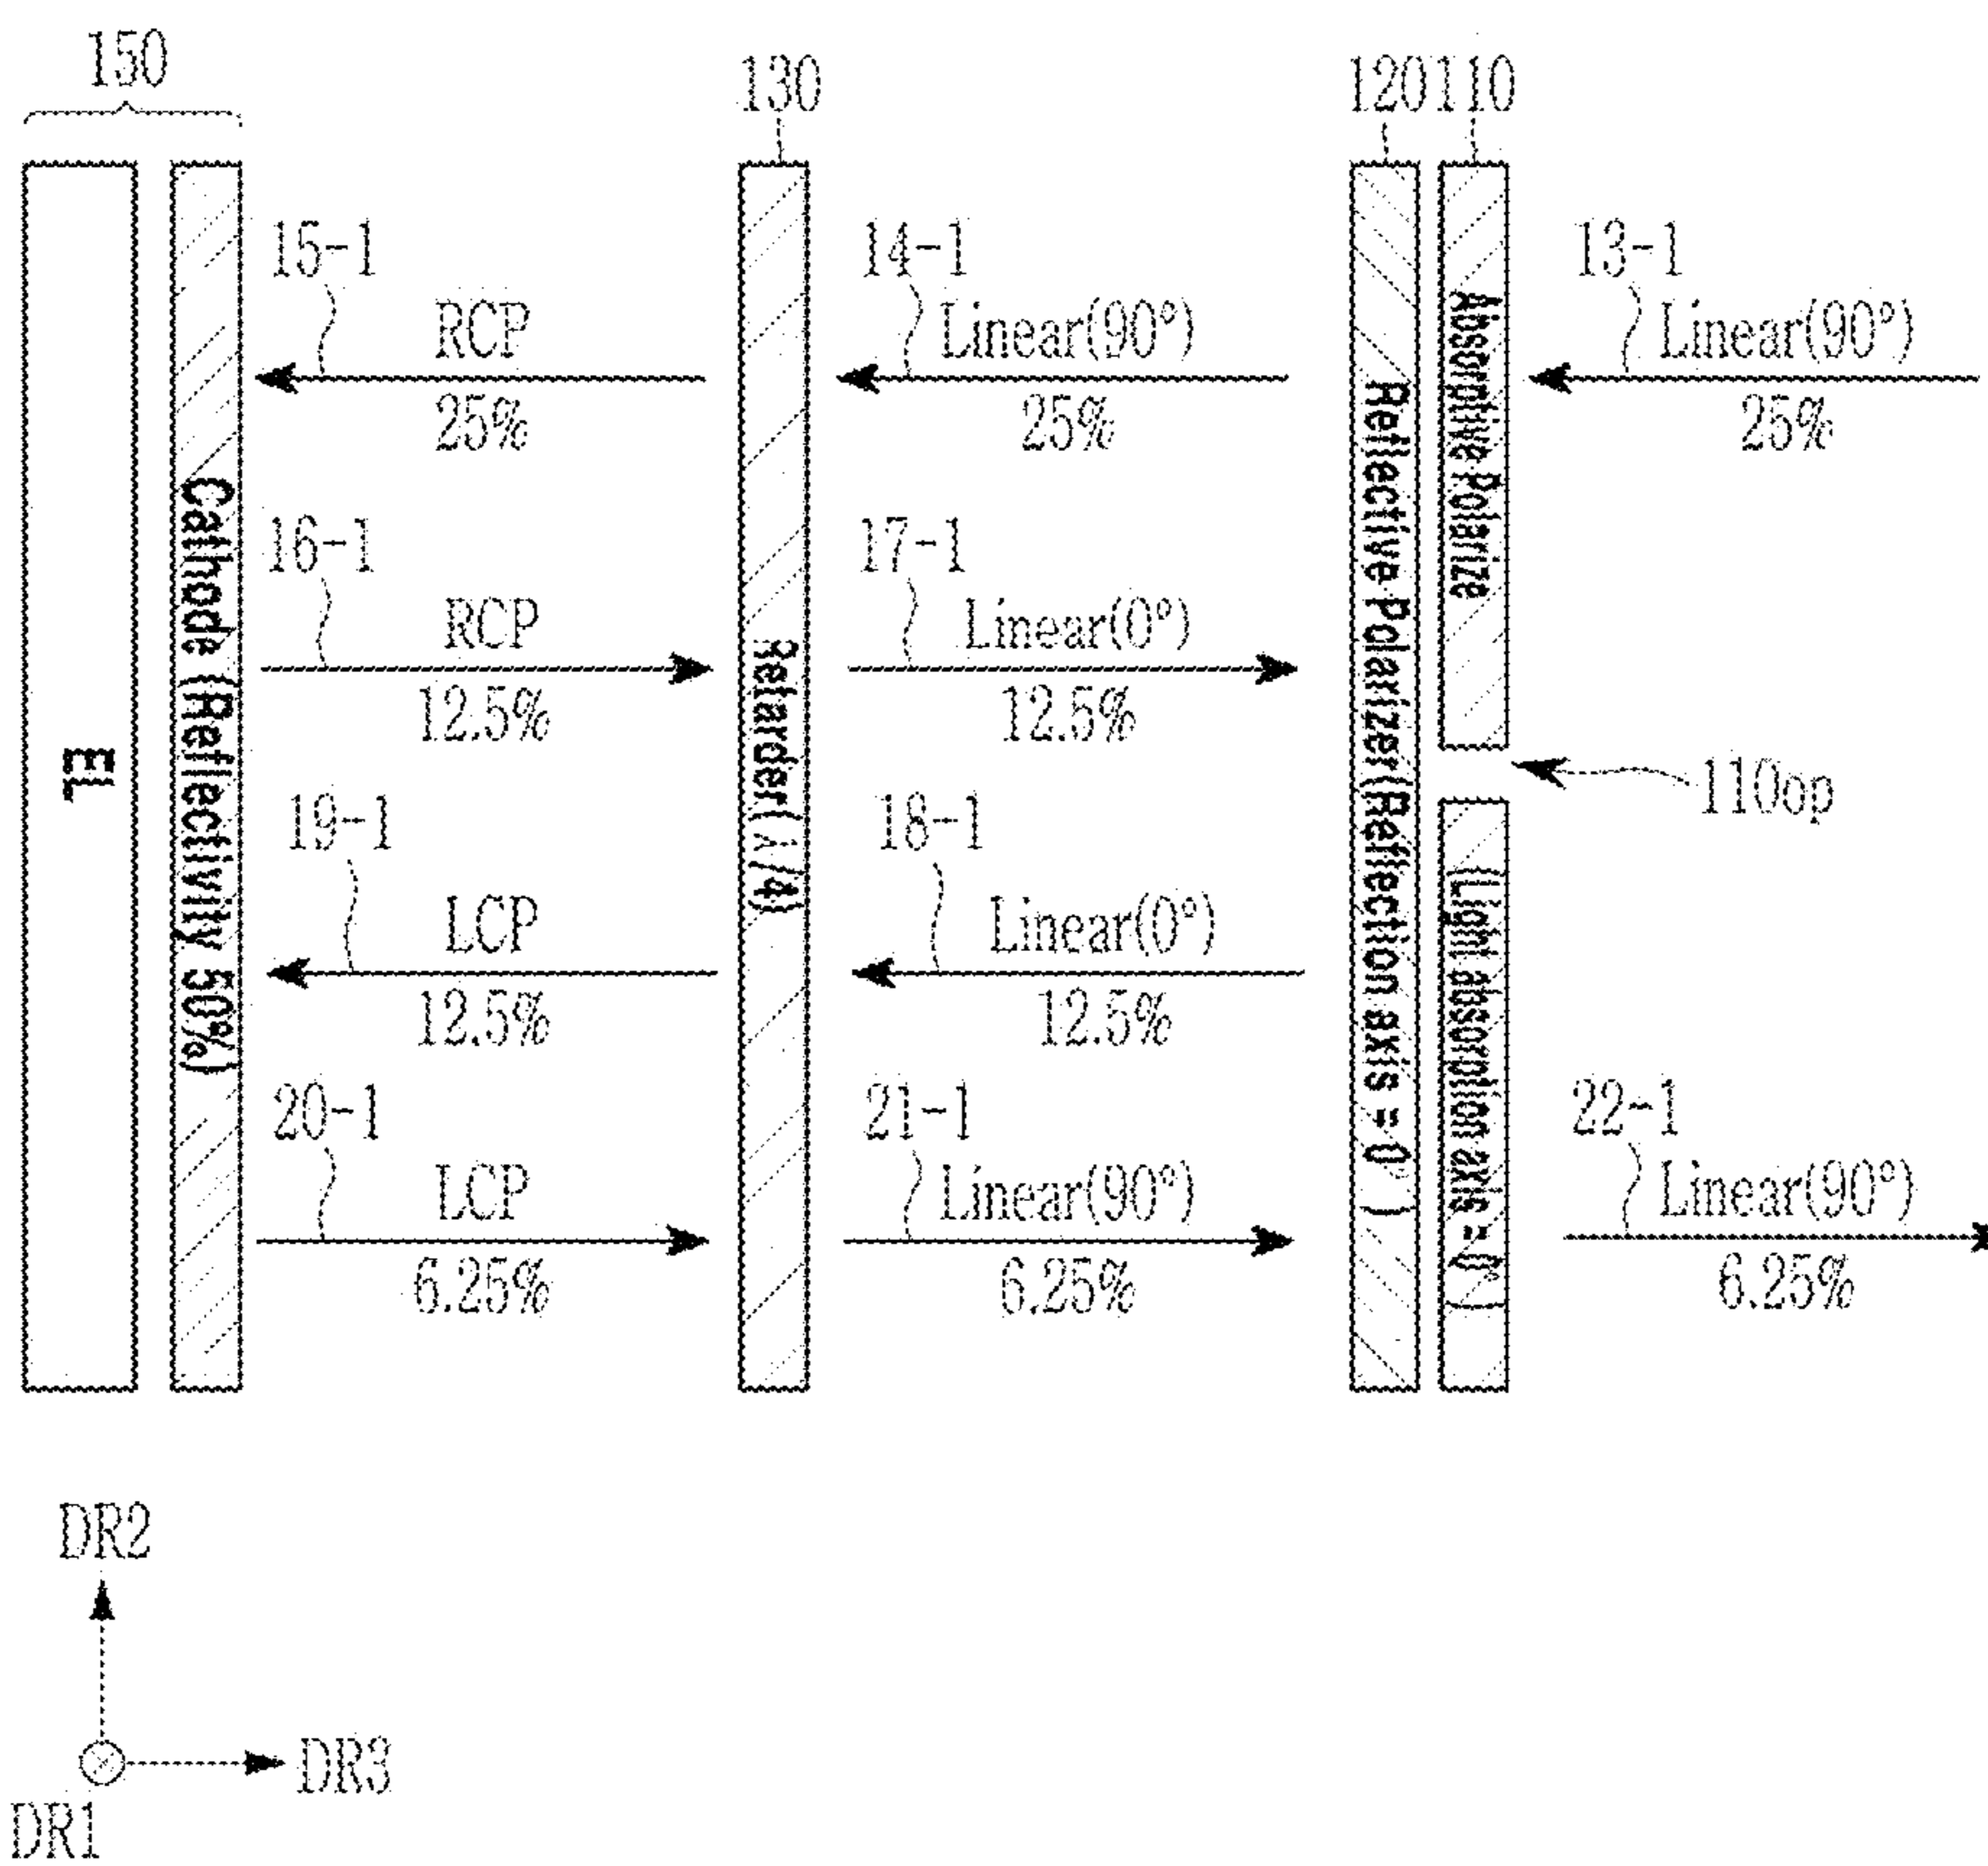 150
130
120
110
15-1
14-1
13-1
RCP
Linear(90°)
Linear(90°)
25%
25%
25%
16-1
17-1
RCP
Linear(0°)
12.5%
12.5%
110op
19-1
18-1
LCP
Linear(0°)
12.5%
12.5%
20-1
21-1
22-1
LCP
Linear(90°)
Linear(90°)
6.25%
6.25%
6.25%
EL
Cathode (Reflectivity 50%)
Retarder(λ/4)
Reflective Polarizer(Reflection axis = 0 )
Absorptive Polarize
(Light absorption axis = 0 )
DR2
DR3
DR1